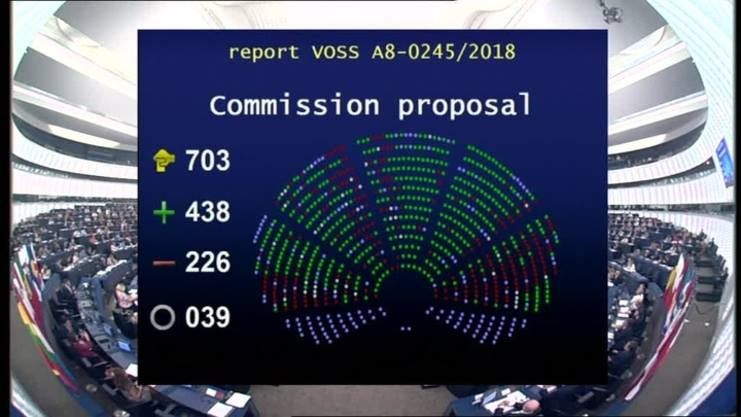 report VOSS A8-0245/2018
Commission proposal
703
+ 438
− 226
039